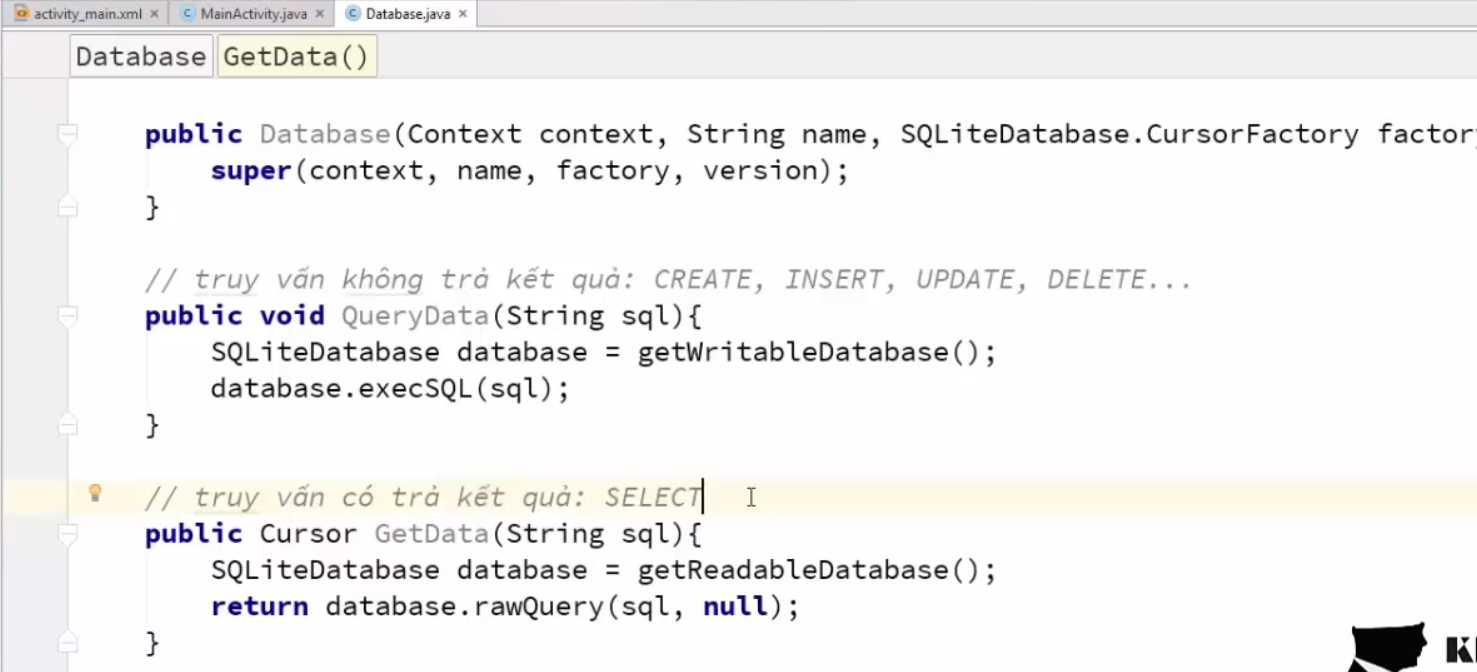 activity_main.xml MainActivity.java Database.java
Database GetData()
public Database(Context context, String name, SQLiteDatabase.CursorFactory
super(context, name, factory, version);
}
// truy vấn không trả kết quả: CREATE, INSERT, UPDATE, DELETE...
public void QueryData(String sql){
SQLiteDatabase database = getWritableDatabase();
database.execSQL(sql);
}
// truy vấn có trả kết quả: SELECT
public Cursor GetData(String sql){
SQLiteDatabase database = getReadableDatabase();
return database.rawQuery(sql, null);
}